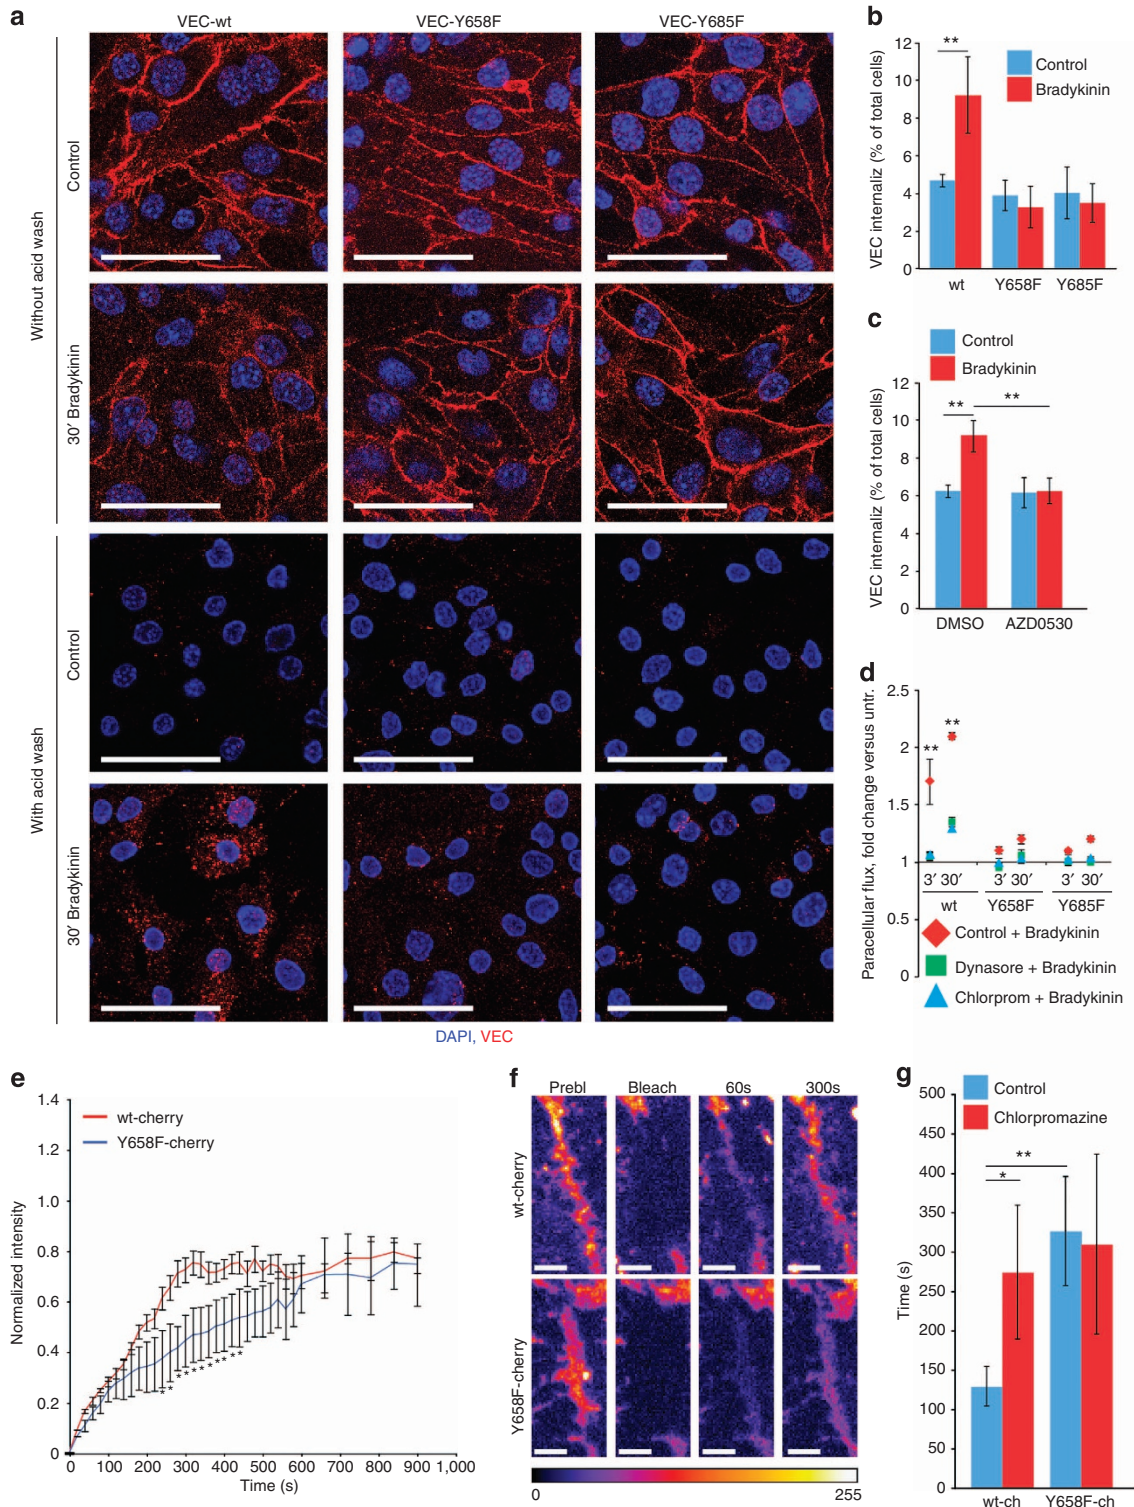 a
VEC-wt
VEC-Y658F
VEC-Y685F
Without acid wash
Control
30′ Bradykinin
With acid wash
Control
30′ Bradykinin
DAPI, VEC
b
VEC internaliz (% of total cells)
12
10
8
6
4
2
0
**
Control
Bradykinin
wt
Y658F
Y685F
c
Control
Bradykinin
VEC internaliz (% of total cells)
12
10
8
6
4
2
0
**
**
DMSO
AZD0530
d
Paracellular flux, fold change versus untr.
2.5
2
1.5
1
0.5
0
**
**
3′ 30′
3′ 30′
3′ 30′
wt
Y658F
Y685F
Control + Bradykinin
Dynasore + Bradykinin
Chlorprom + Bradykinin
e
Normalized intensity
1.4
1.2
1.0
0.8
0.6
0.4
0.2
0
wt-cherry
Y658F-cherry
* * * * * * * * * * *
0 100 200 300 400 500 600 700 800 900 1,000
Time (s)
f
Prebl
Bleach
60s
300s
wt-cherry
Y658F-cherry
0
255
g
Control
Chlorpromazine
Time (s)
500
450
400
350
300
250
200
150
100
50
0
**
*
wt-ch
Y658F-ch